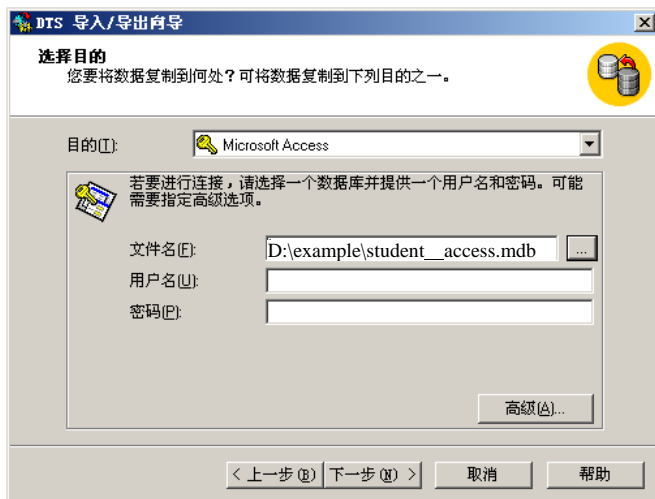 DTS 导入/导出向导
选择目的
您要将数据复制到何处？可将数据复制到下列目的之一。
目的(T):
Microsoft Access
若要进行连接，请选择一个数据库并提供一个用户名和密码。可能
需要指定高级选项。
文件名(F):
D:\example\student__access.mdb
...
用户名(U):
密码(P):
高级(A)...
< 上一步(B)
下一步(N) >
取消
帮助